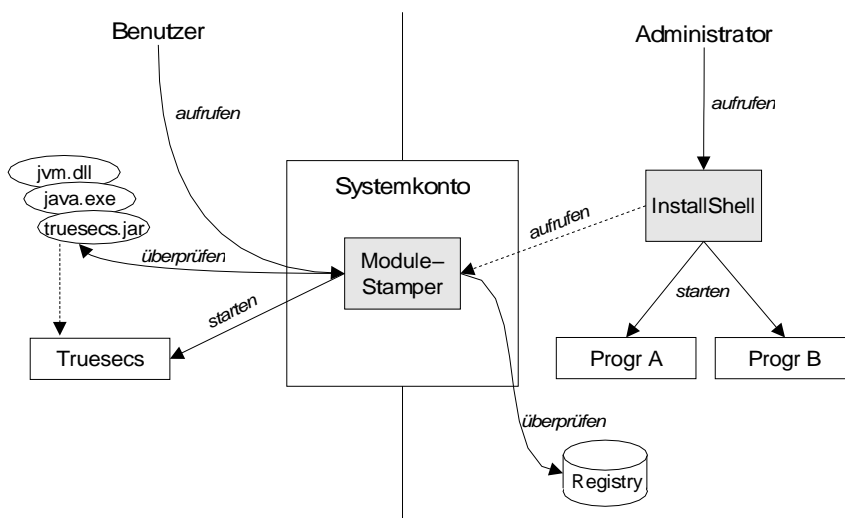 Benutzer
Administrator
aufrufen
aufrufen
jvm.dll
java.exe
truesecs.jar
Systemkonto
InstallShell
aufrufen
überprüfen
Module–
Stamper
starten
starten
Truesecs
Progr A
Progr B
überprüfen
Registry